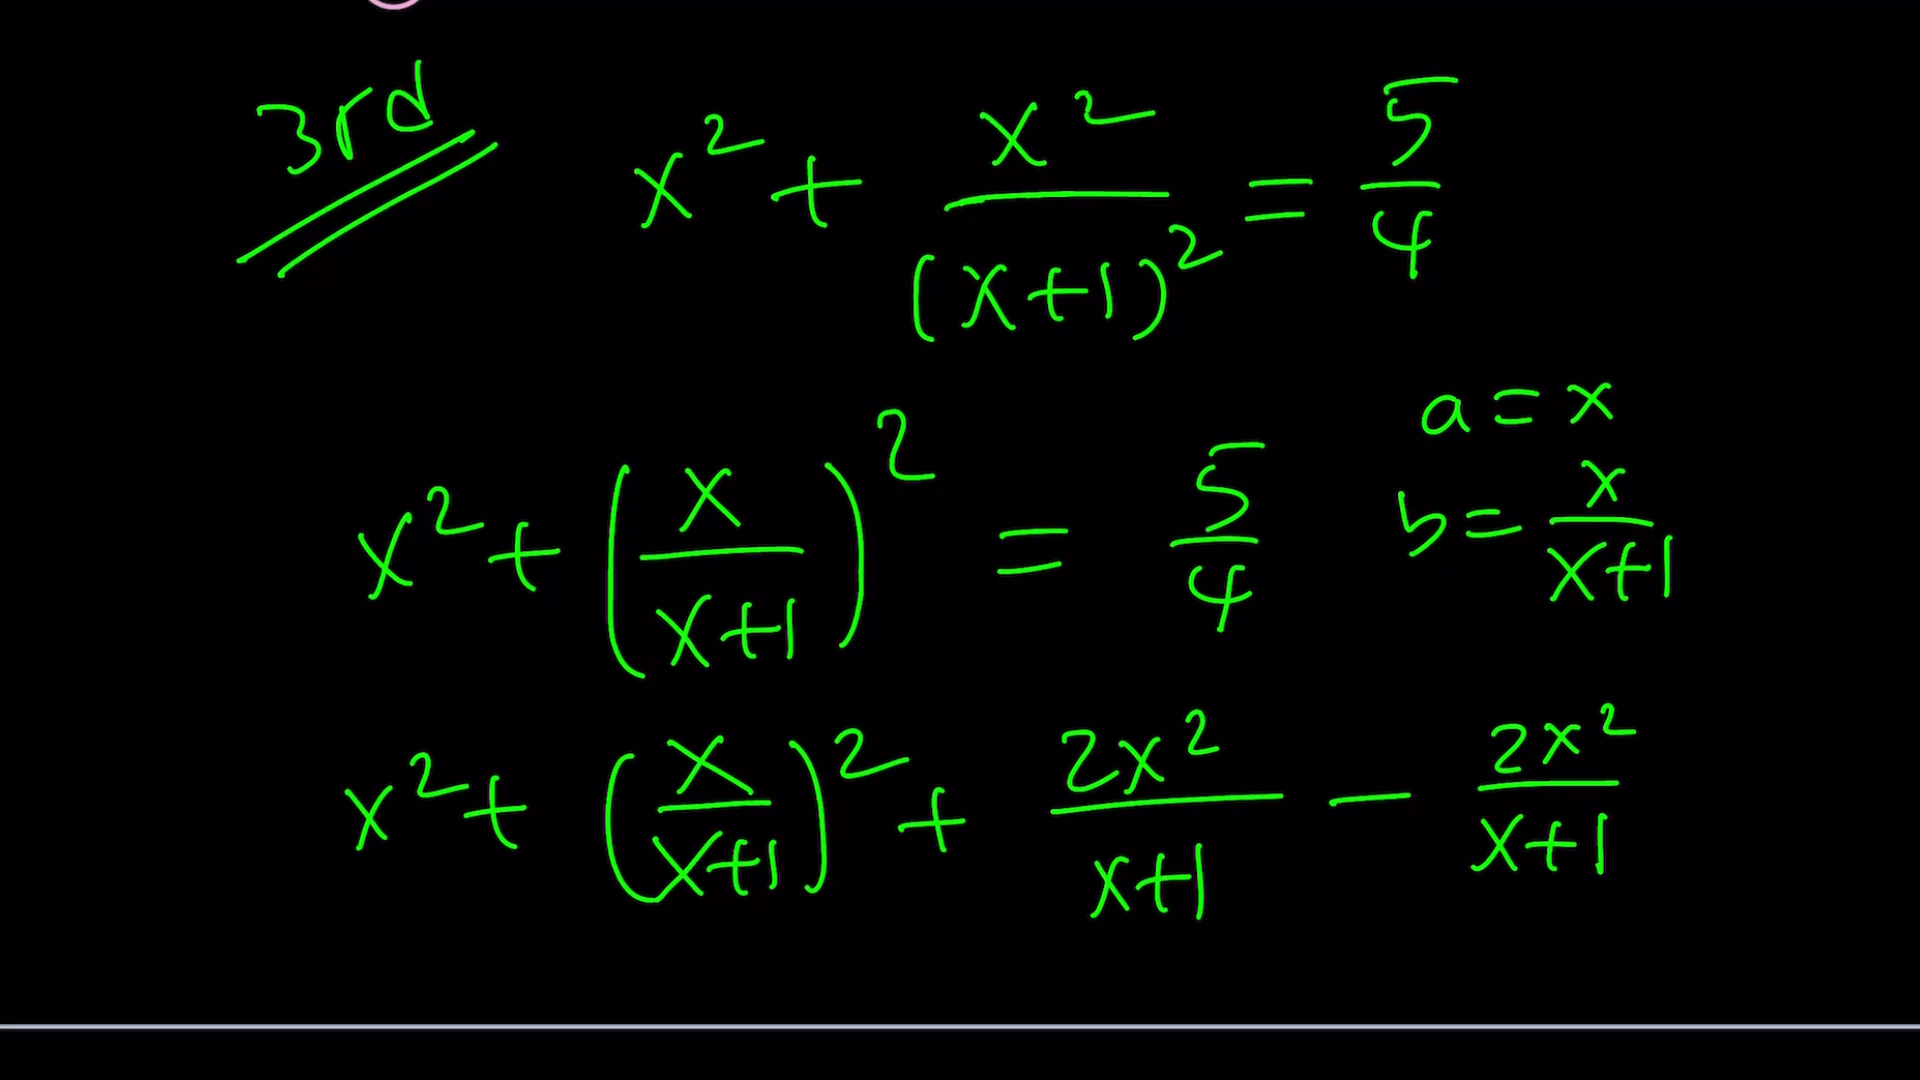 3rd
x² + x²/(x+1)² = 5/4
a = x
x² + (x/(x+1))² = 5/4
b = x/(x+1)
x² + (x/(x+1))² + 2x²/(x+1) − 2x²/(x+1)